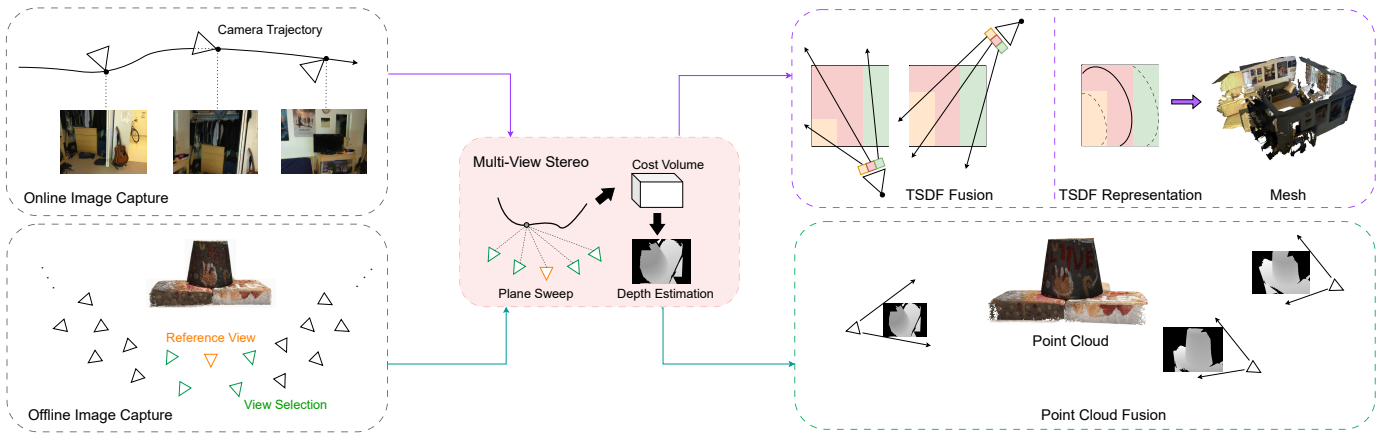 Camera Trajectory
Online Image Capture
Reference View
View Selection
Offline Image Capture
Multi-View Stereo
Cost Volume
Plane Sweep
Depth Estimation
TSDF Fusion
TSDF Representation
Mesh
Point Cloud
Point Cloud Fusion